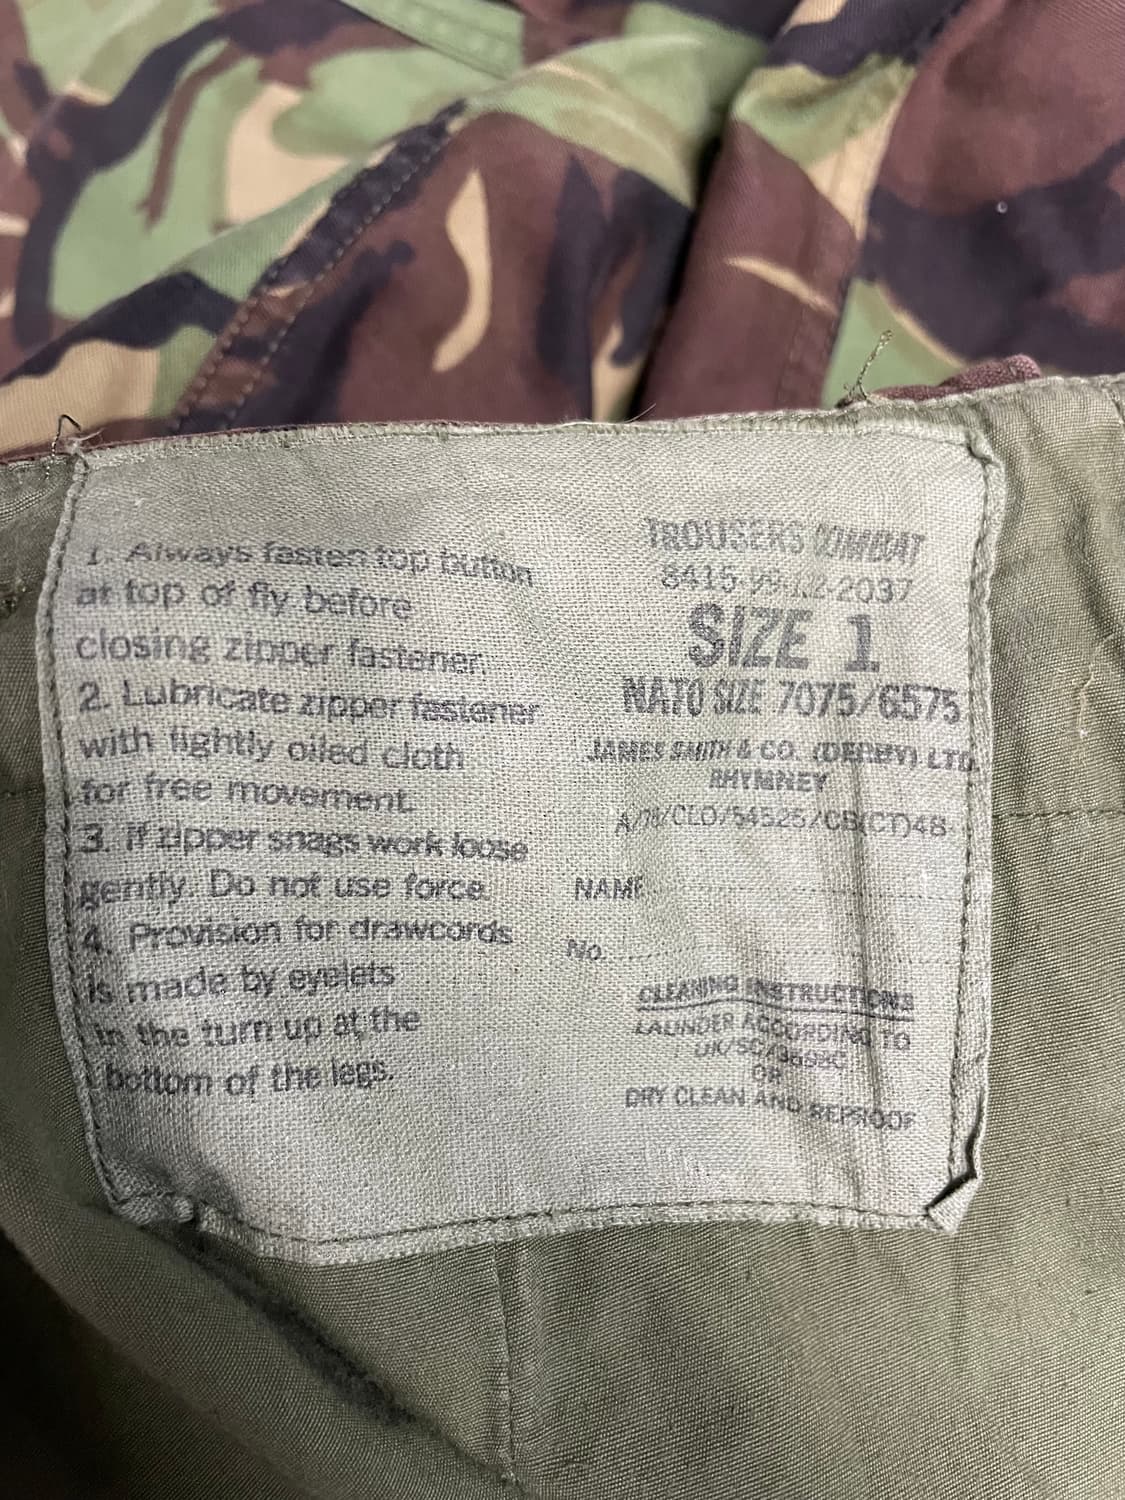 1. Always fasten top button
at top of fly before
closing zipper fastener.
2. Lubricate zipper fastener
with lightly oiled cloth
for free movement.
3. If zipper snags work loose
gently. Do not use force.
4. Provision for drawcords
is made by eyelets
in the turn up at the
bottom of the legs.
TROUSERS COMBAT
SIZE 1
NATO SIZE 7075/6575
JAMES SMITH & CO. (DERBY) LTD.
RHYMNEY
NAME
No.
CLEANING INSTRUCTIONS
LAUNDER ACCORDING TO
OR
DRY CLEAN AND REPROOF